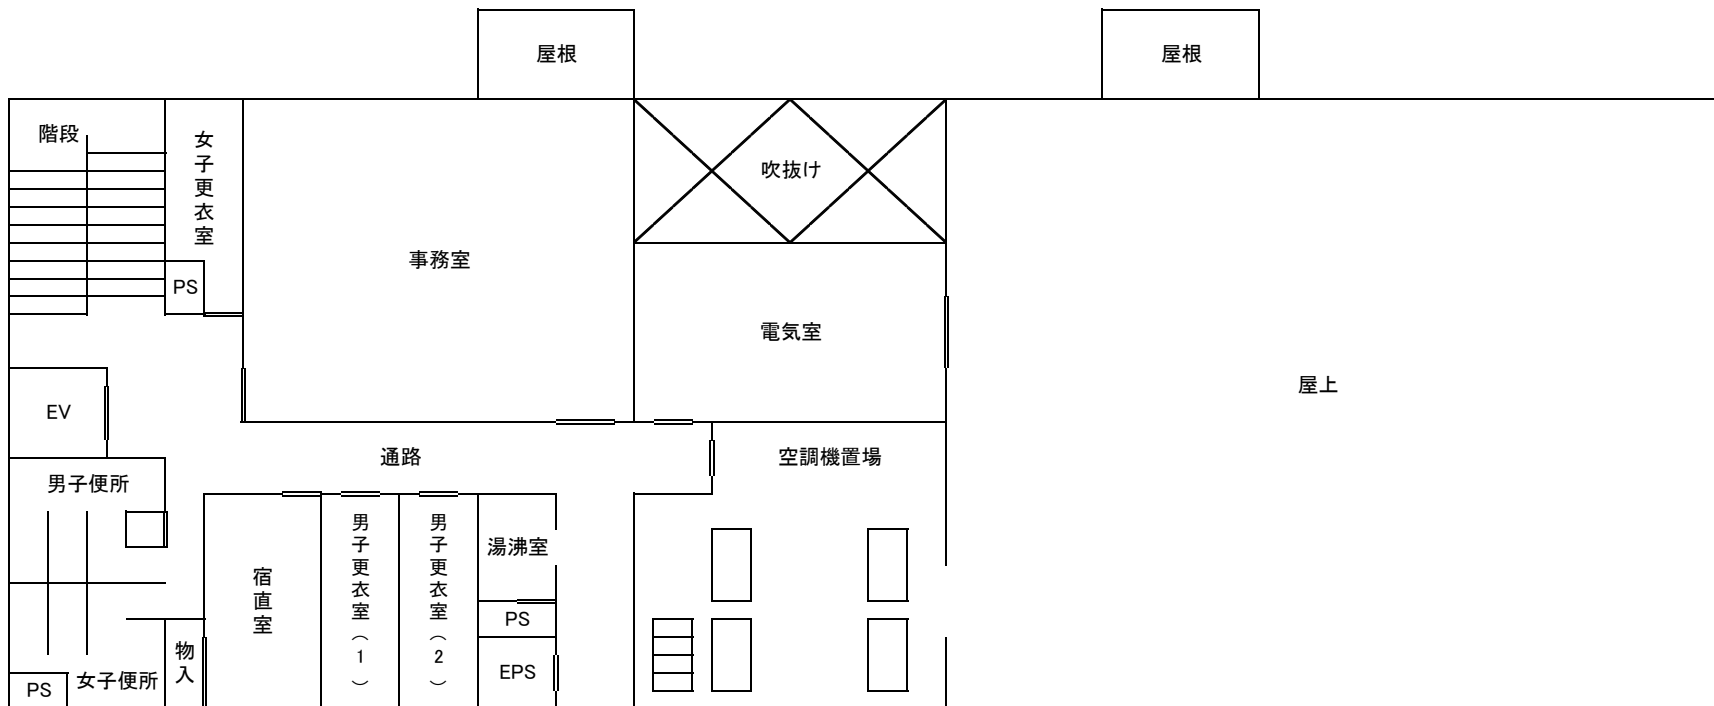 屋根
屋根
階段
女子更衣室
吹抜け
事務室
PS
電気室
屋上
EV
通路
空調機置場
男子便所
男子更衣室(1)
男子更衣室(2)
湯沸室
宿直室
PS
物入
EPS
女子便所
PS